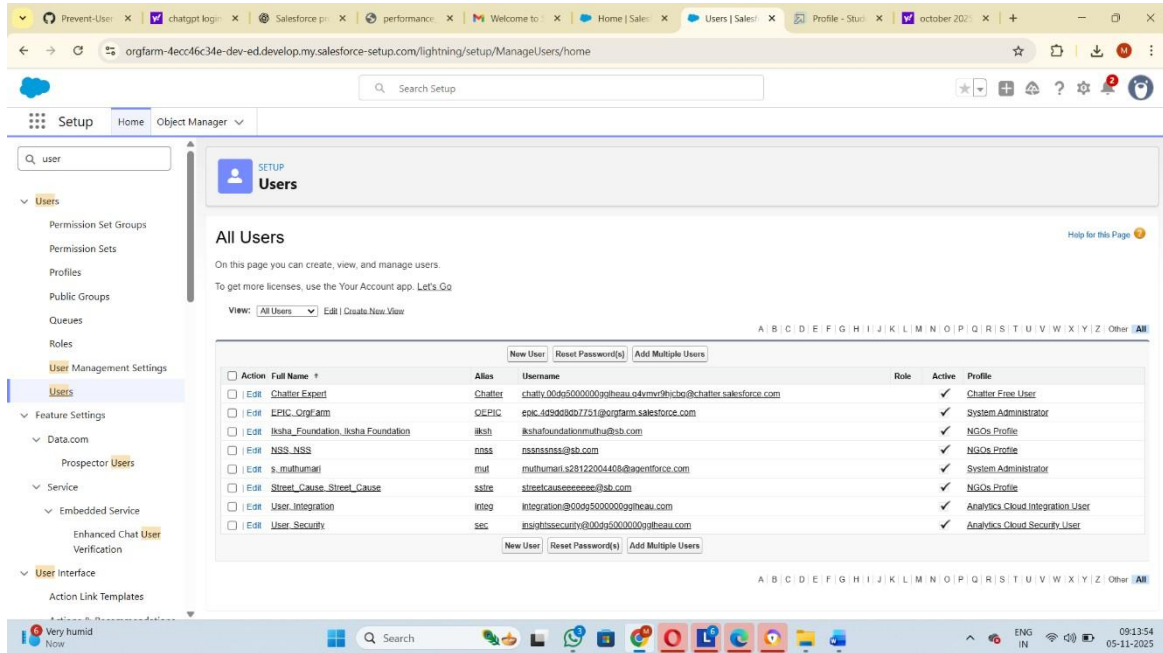 Prevent-User
chatgpt login
Salesforce pr
performance
Welcome to
Home | Sales
Users | Salesf
Profile - Stud
october 202
orgfarm-4ecc46c34e-dev-ed.develop.my.salesforce-setup.com/lightning/setup/ManageUsers/home
M
Search Setup
2
Setup Home Object Manager
user
Users
Permission Set Groups
Permission Sets
Profiles
Public Groups
Queues
Roles
User Management Settings
Users
Feature Settings
Data.com
Prospector Users
Service
Embedded Service
Enhanced Chat User
Verification
User Interface
Action Link Templates
SETUP
Users
All Users
Help for this Page
On this page you can create, view, and manage users.
To get more licenses, use the Your Account app. Let's Go
View: All Users Edit | Create New View
A | B | C | D | E | F | G | H | I | J | K | L | M | N | O | P | Q | R | S | T | U | V | W | X | Y | Z | Other | All
New User Reset Password(s) Add Multiple Users
Action Full Name Alias Username Role Active Profile
Edit Chatter Expert Chatter Chatter Free User
Edit EPIC, OrgFarm OEPIC epic.4d9dd8db7751@orgfarm.salesforce.com System Administrator
Edit Iksha_Foundation, Iksha Foundation iiksh ikshafoundationmuthu@sb.com NGOs Profile
Edit NSS, NSS nnss nssnssnss@sb.com NGOs Profile
Edit s, muthumari mut muthumari.s28122004408@agentforce.com System Administrator
Edit Street_Cause, Street_Cause sstre streetcauseeeeeee@sb.com NGOs Profile
Edit User, Integration integ integration@00dg5000000gglheau.com Analytics Cloud Integration User
Edit User, Security sec insightssecurity@00dg5000000gglheau.com Analytics Cloud Security User
New User Reset Password(s) Add Multiple Users
A | B | C | D | E | F | G | H | I | J | K | L | M | N | O | P | Q | R | S | T | U | V | W | X | Y | Z | Other | All
6
Very humid
Now
Search
3
ENG
IN
09:13:54
05-11-2025